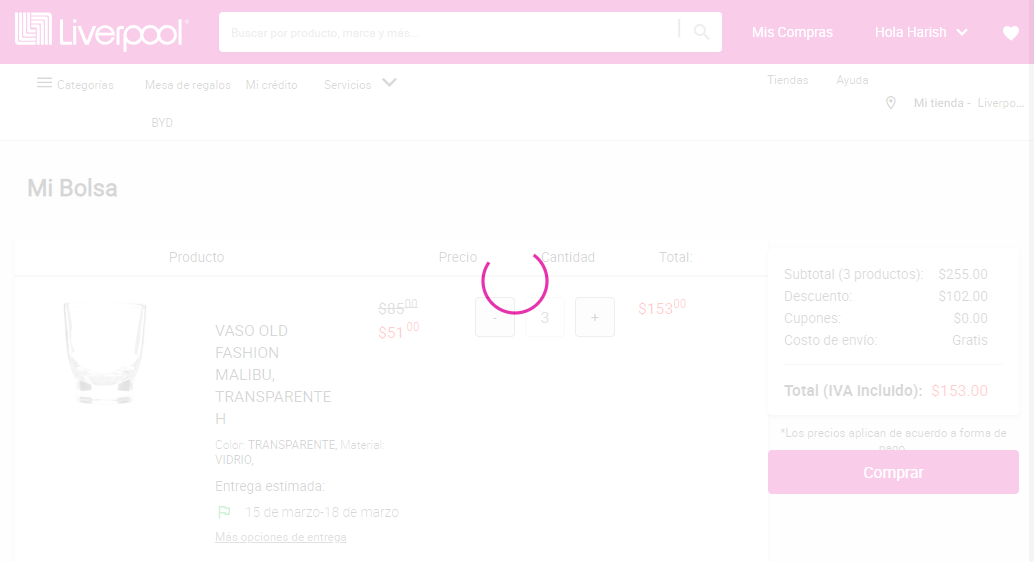 Liverpool
Buscar por producto, marca y más...
Mis Compras
Hola Harish
Categorías
Mesa de regalos
Mi crédito
Servicios
Tiendas
Ayuda
Mi tienda - Liverpo...
BYD
Mi Bolsa
Producto Precio Cantidad Total:
VASO OLD
FASHION
MALIBU,
TRANSPARENTE
H
Color: TRANSPARENTE, Material:
VIDRIO,
Entrega estimada:
15 de marzo-18 de marzo
Más opciones de entrega
$8500
$51 00
- 3 +
$15300
Subtotal (3 productos): $255.00
Descuento: $102.00
Cupones: $0.00
Costo de envío: Gratis
Total (IVA incluido): $153.00
*Los precios aplican de acuerdo a forma de
pago
Comprar